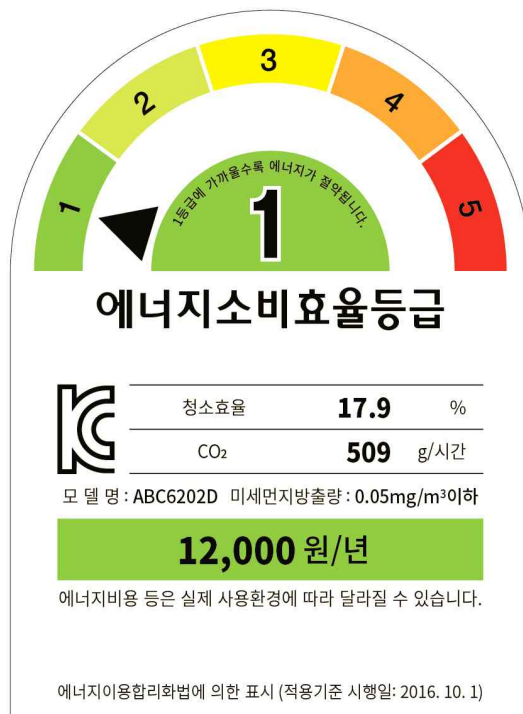 1
2
3
4
5
1등급에 가까울수록 에너지가 절약됩니다.
1
에너지소비효율등급
KC
청소효율 17.9 %
CO₂ 509 g/시간
모 델 명 : ABC6202D 미세먼지방출량 : 0.05mg/m³이하
12,000 원/년
에너지비용 등은 실제 사용환경에 따라 달라질 수 있습니다.
에너지이용합리화법에 의한 표시 (적용기준 시행일: 2016. 10. 1)